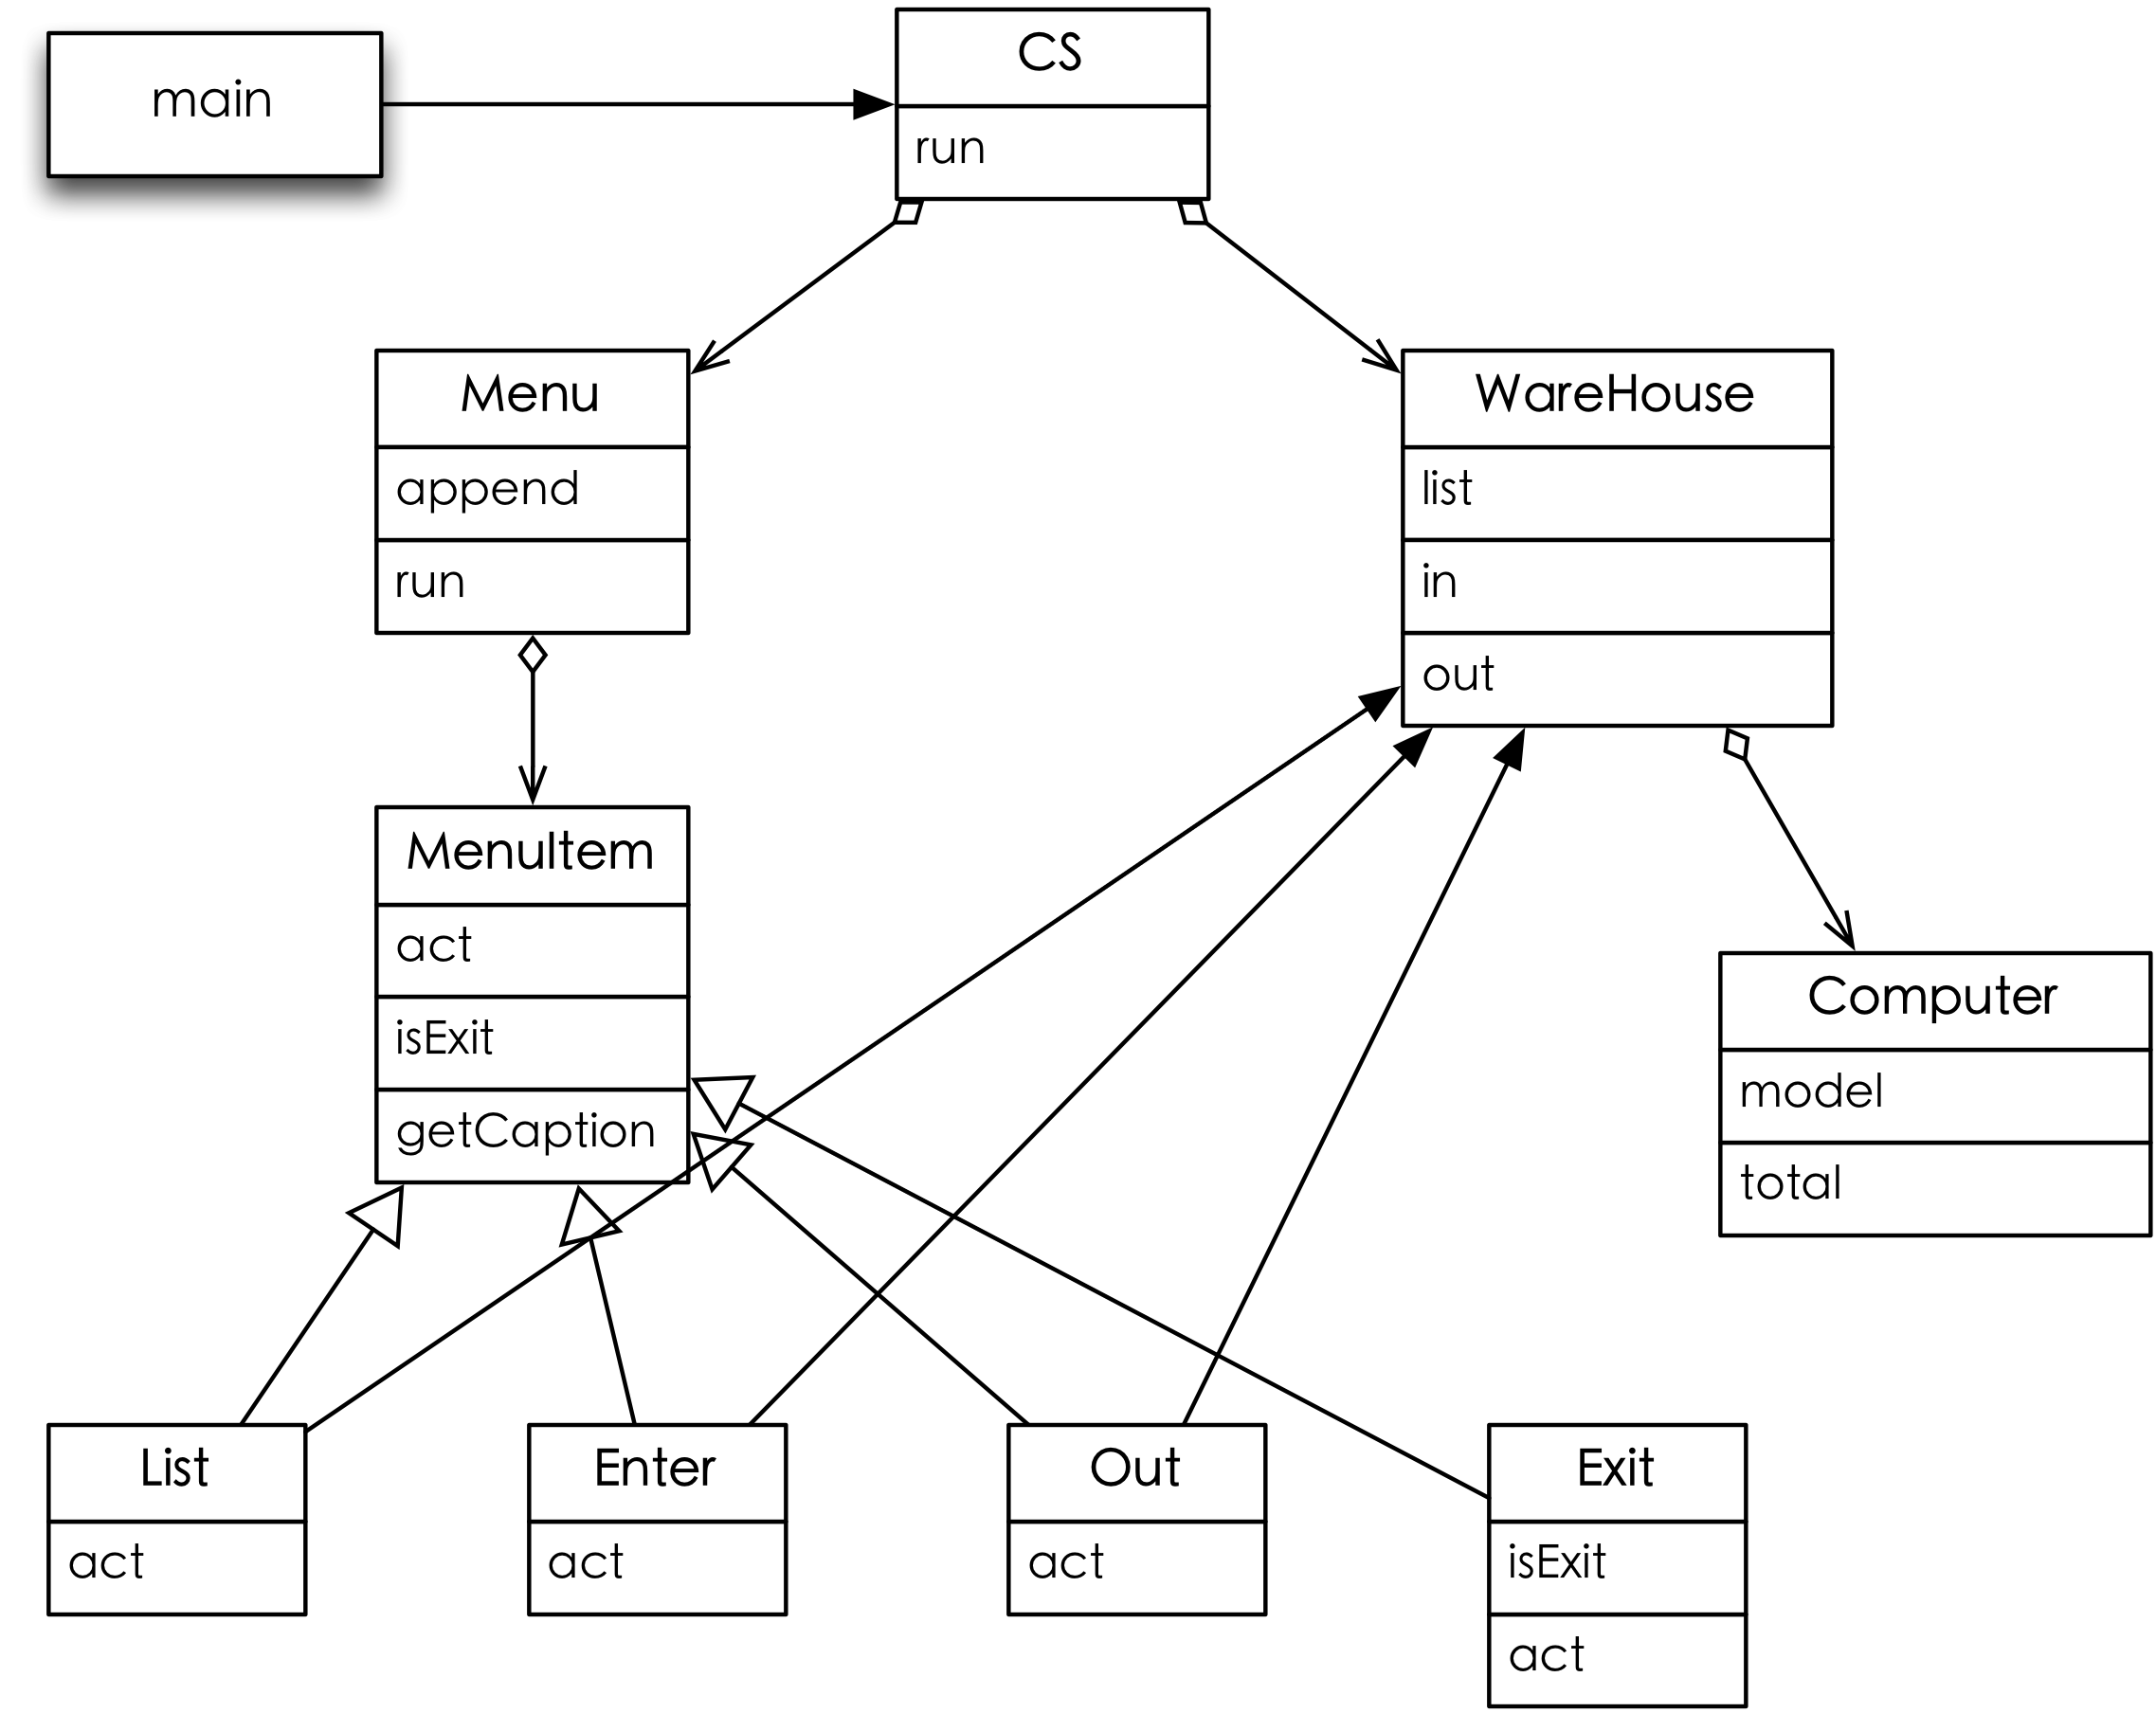 main
CS
run
Menu
append
run
WareHouse
list
in
out
MenuItem
act
isExit
getCaption
Computer
model
total
List
act
Enter
act
Out
act
Exit
isExit
act